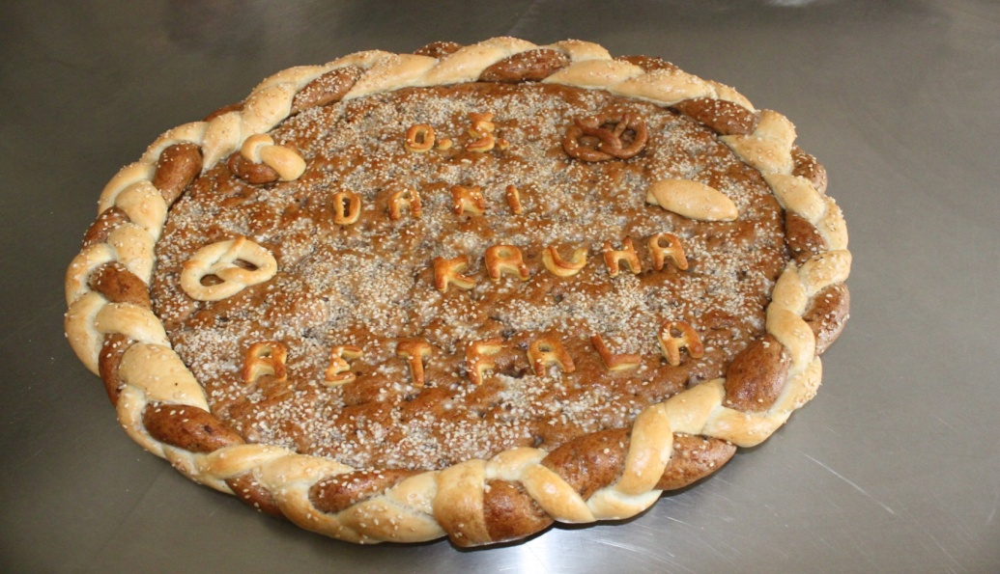 O.Š.
DANI
KRUHA
RETFALA